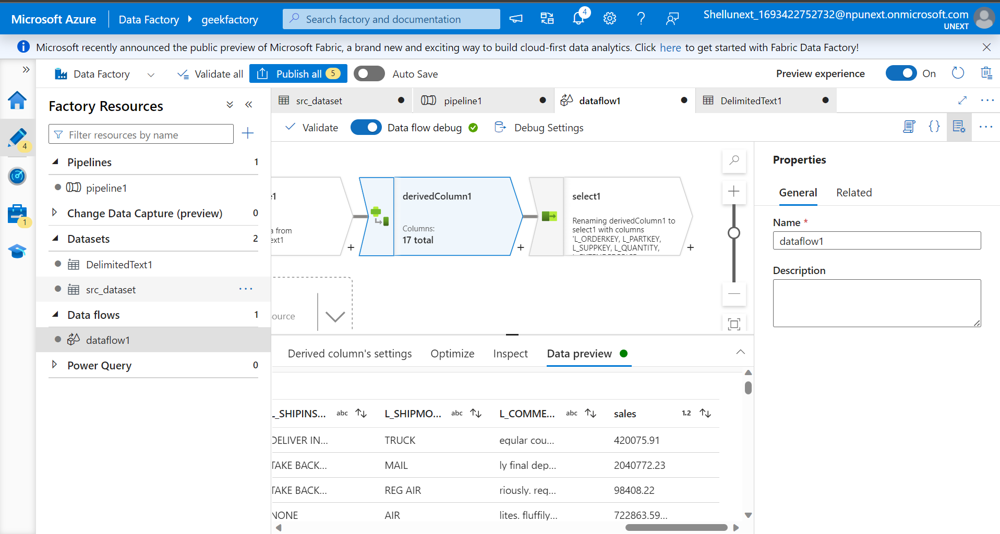 Microsoft Azure Data Factory geekfactory Search factory and documentation 4 Shellunext_1693422752732@npunext.onmicrosoft.com
UNEXT
Microsoft recently announced the public preview of Microsoft Fabric, a brand new and exciting way to build cloud-first data analytics. Click here to get started with Fabric Data Factory!
Data Factory Validate all Publish all 5 Auto Save Preview experience On
Factory Resources
Filter resources by name
4
1
Pipelines 1
pipeline1
Change Data Capture (preview) 0
Datasets 2
DelimitedText1
src_dataset
Data flows 1
dataflow1
Power Query 0
src_dataset pipeline1 dataflow1 DelimitedText1
Validate Data flow debug Debug Settings
e1
a from
ext1
derivedColumn1
Columns:
17 total
select1
Renaming derivedColumn1 to
select1 with columns
'L_ORDERKEY, L_PARTKEY,
L_SUPPKEY, L_QUANTITY,
L_EXTENDEDPRICE,
ource
Derived column's settings Optimize Inspect Data preview
L_SHIPINS... abc L_SHIPMO... abc L_COMME... abc sales 1.2
DELIVER IN... TRUCK egular cou... 420075.91
TAKE BACK... MAIL ly final dep... 2040772.23
TAKE BACK... REG AIR riously. reg... 98408.22
NONE AIR lites. fluffily... 722863.59...
Properties
General Related
Name *
dataflow1
Description